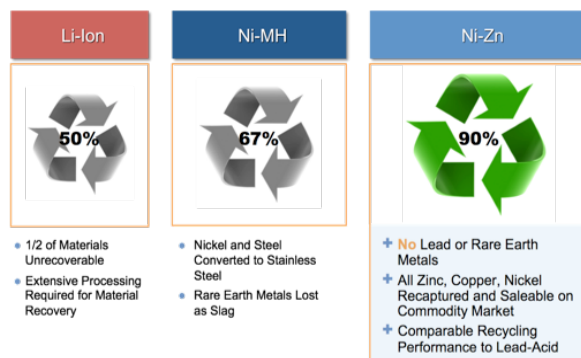 Li-Ion
Ni-MH
Ni-Zn
50%
67%
90%
1/2 of Materials
Unrecoverable
Extensive Processing
Required for Material
Recovery
Nickel and Steel
Converted to Stainless
Steel
Rare Earth Metals Lost
as Slag
No Lead or Rare Earth
Metals
All Zinc, Copper, Nickel
Recaptured and Saleable on
Commodity Market
Comparable Recycling
Performance to Lead-Acid